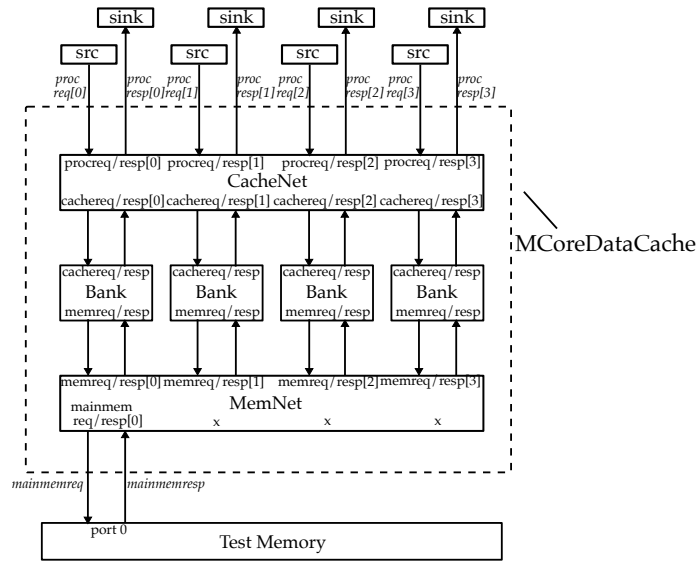 sink sink sink sink
src src src src
proc req[0] proc resp[0] proc req[1] proc resp[1] proc req[2] proc resp[2] proc req[3] proc resp[3]
procreq/resp[0] procreq/resp[1] procreq/resp[2] procreq/resp[3]
CacheNet
cachereq/resp[0] cachereq/resp[1] cachereq/resp[2] cachereq/resp[3]
MCoreDataCache
cachereq/resp cachereq/resp cachereq/resp cachereq/resp
Bank Bank Bank Bank
memreq/resp memreq/resp memreq/resp memreq/resp
memreq/resp[0] memreq/resp[1] memreq/resp[2] memreq/resp[3]
MemNet
mainmem
req/resp[0] x x x
mainmemreq mainmemresp
port 0
Test Memory